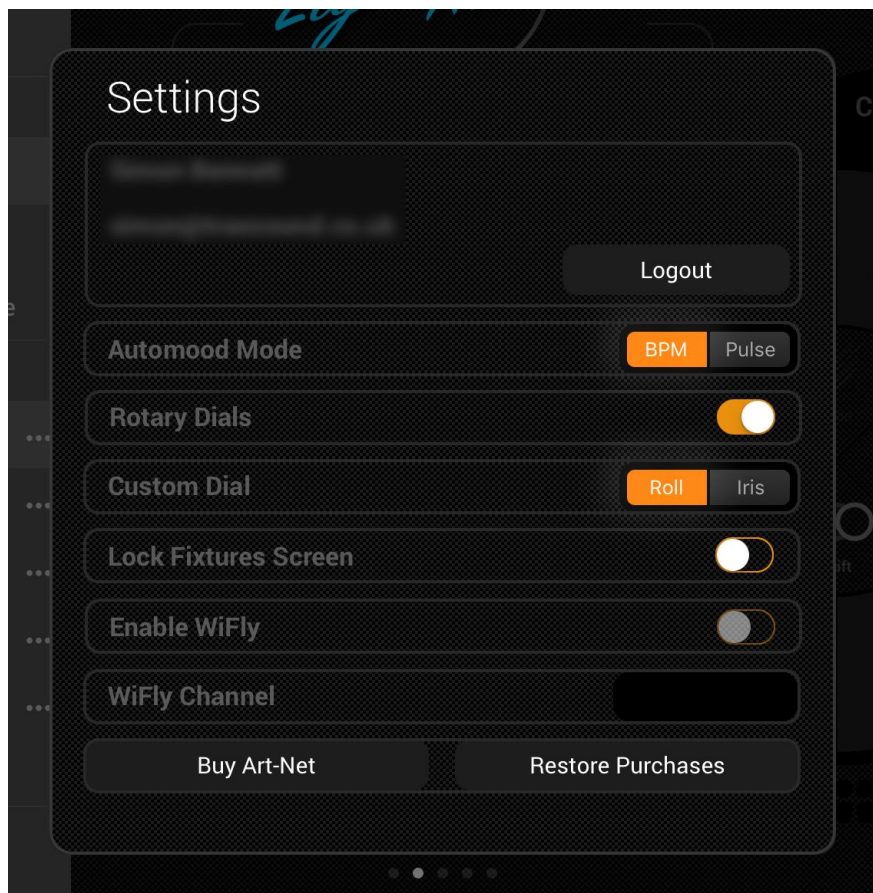 Settings
Logout
Automood Mode
BPM Pulse
Rotary Dials
Custom Dial
Roll Iris
Lock Fixtures Screen
Enable WiFly
WiFly Channel
Buy Art-Net Restore Purchases